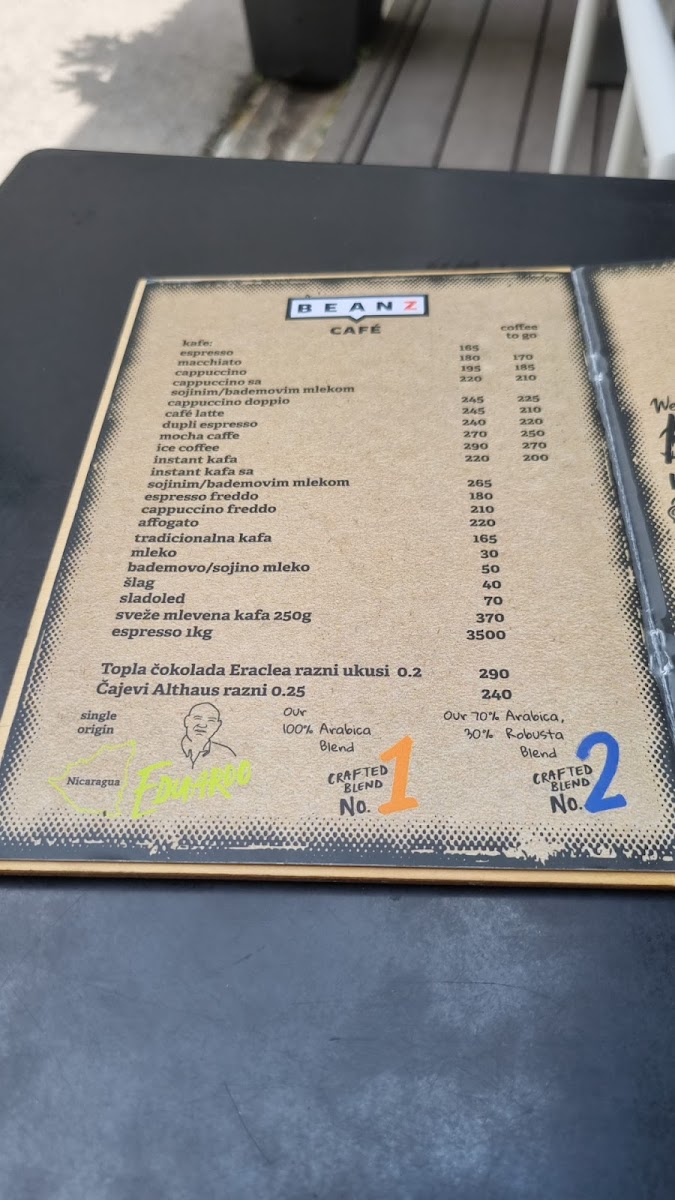 BEANZ
CAFÉ
coffee
to go
kafe:
espresso 165
macchiato 180 170
cappuccino 195 185
cappuccino sa 220 210
sojinim/bademovim mlekom
cappuccino doppio 245 225
café latte 245 210
dupli espresso 240 220
mocha caffe 270 250
ice coffee 290 270
instant kafa 220 200
instant kafa sa
sojinim/bademovim mlekom 265
espresso freddo 180
cappuccino freddo 210
affogato 220
tradicionalna kafa 165
mleko 30
bademovo/sojino mleko 50
šlag 40
sladoled 70
sveže mlevena kafa 250g 370
espresso 1kg 3500
Topla čokolada Eraclea razni ukusi 0.2 290
Čajevi Althaus razni 0.25 240
single
origin
Nicaragua
EDUARDO
Our
100% Arabica
Blend
CRAFTED
BLEND
No. 1
Our 70% Arabica,
30% Robusta
Blend
CRAFTED
BLEND
No. 2